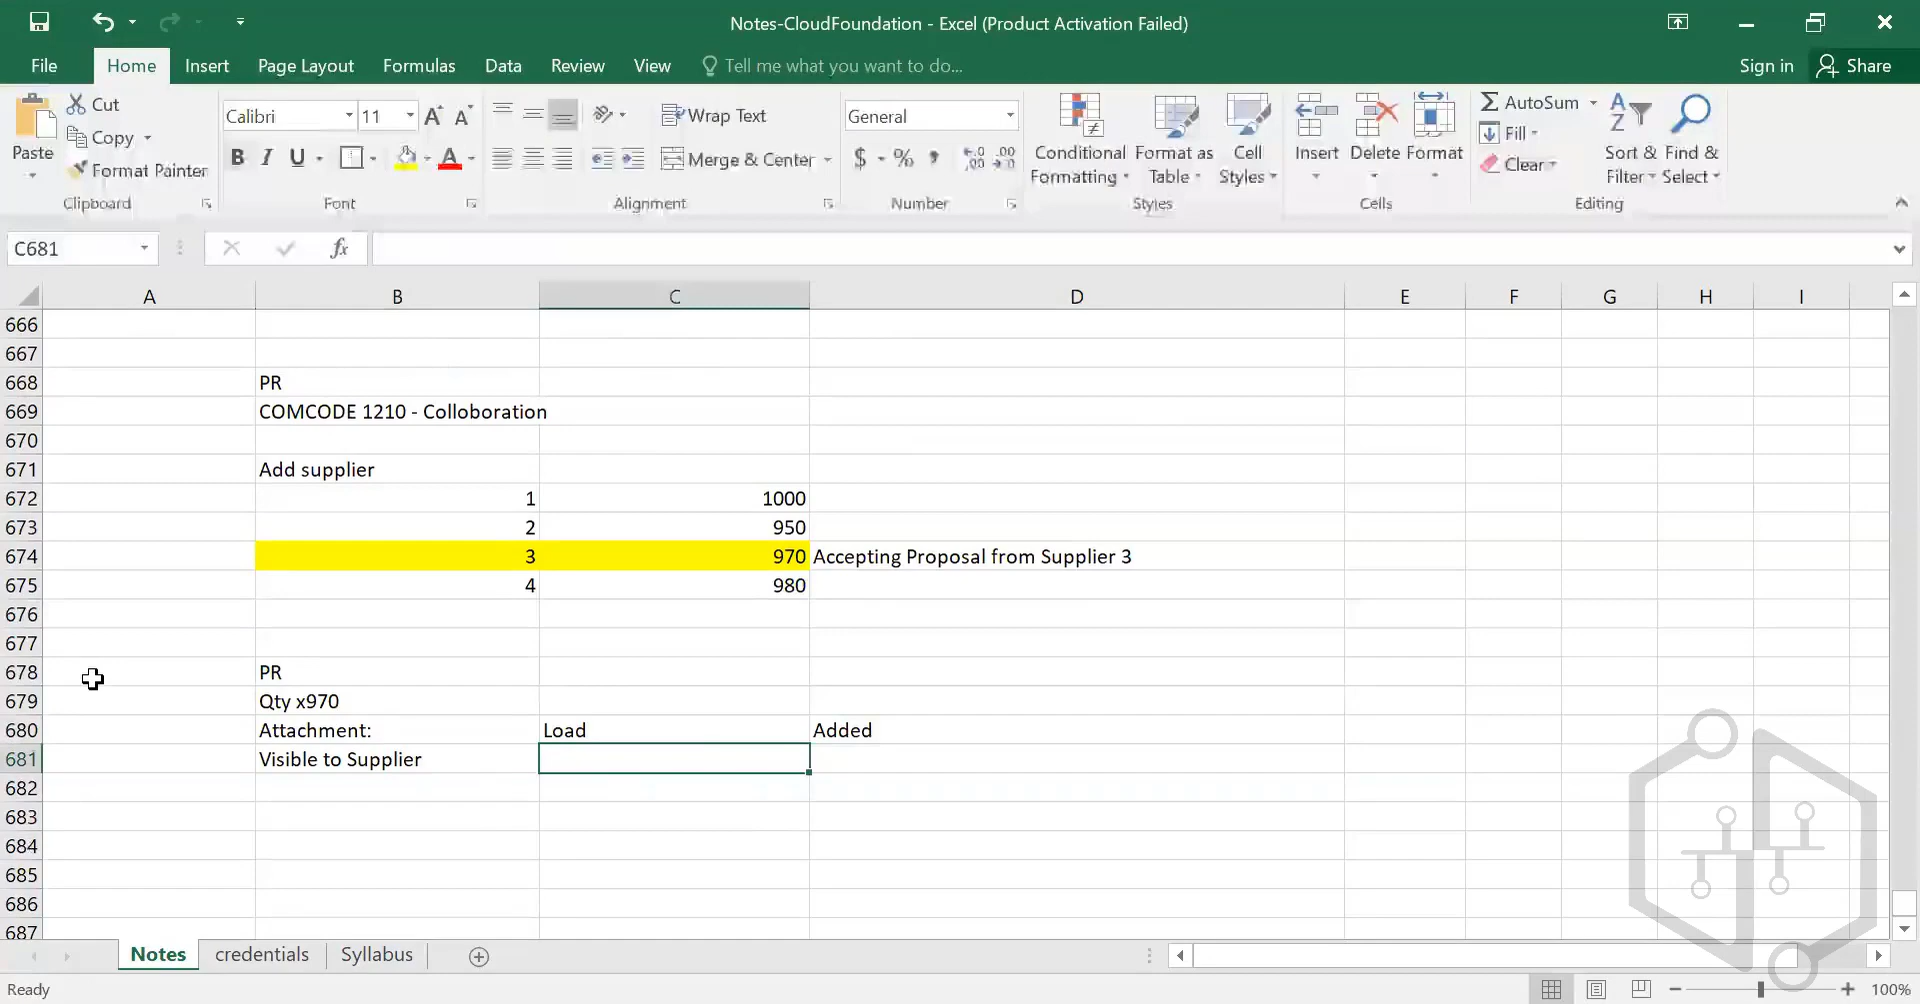 Notes-CloudFoundation - Excel (Product Activation Failed)
File Home Insert Page Layout Formulas Data Review View Tell me what you want to do... Sign in Share
Paste
Cut
Copy
Format Painter
Clipboard
Calibri 11
B I U
Font
Wrap Text
Merge & Center
Alignment
General
$ % ,
Number
Conditional Formatting
Format as Table
Cell Styles
Styles
Insert
Delete
Format
Cells
AutoSum
Fill
Clear
Sort & Filter
Find & Select
Editing
C681 fx
A B C D E F G H I
666
667
668 PR
669 COMCODE 1210 - Colloboration
670
671 Add supplier
672 1 1000
673 2 950
674 3 970 Accepting Proposal from Supplier 3
675 4 980
676
677
678 PR
679 Qty x970
680 Attachment: Load Added
681 Visible to Supplier
682
683
684
685
686
687
Notes credentials Syllabus
Ready 100%